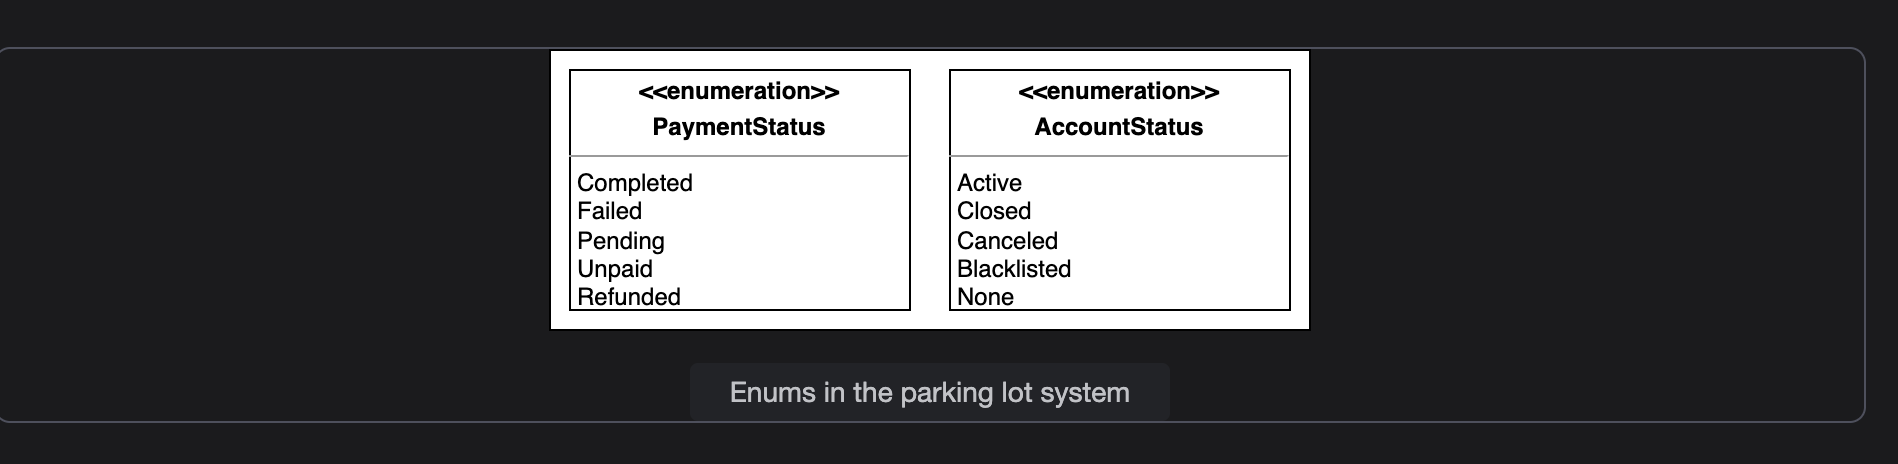 <<enumeration>>
PaymentStatus
Completed
Failed
Pending
Unpaid
Refunded
<<enumeration>>
AccountStatus
Active
Closed
Canceled
Blacklisted
None
Enums in the parking lot system